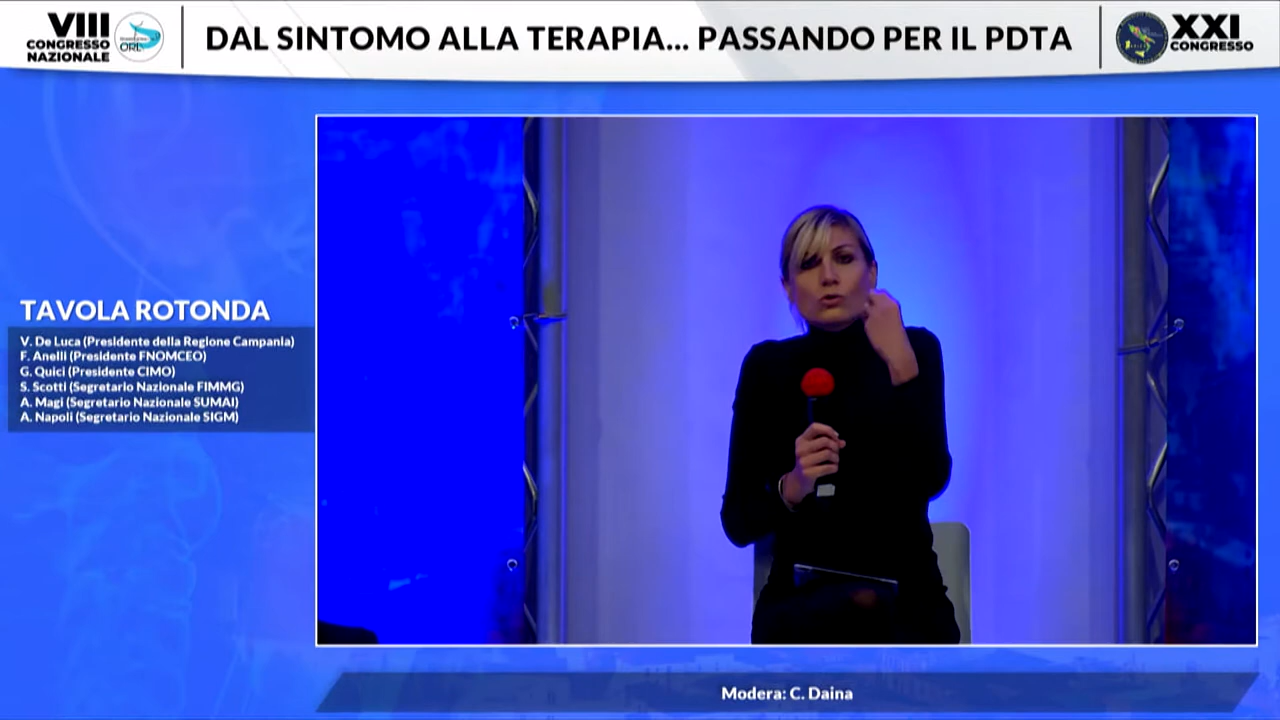 VIII
CONGRESSO
NAZIONALE
ORL
DAL SINTOMO ALLA TERAPIA... PASSANDO PER IL PDTA
XXI
CONGRESSO
TAVOLA ROTONDA
V. De Luca (Presidente della Regione Campania)
F. Anelli (Presidente FNOMCEO)
G. Quici (Presidente CIMO)
S. Scotti (Segretario Nazionale FIMMG)
A. Magi (Segretario Nazionale SUMAI)
A. Napoli (Segretario Nazionale SIGM)
Modera: C. Daina